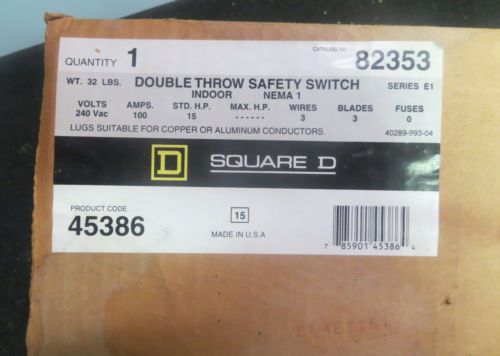 QUANTITY 1 CATALOG NO. 82353
WT. 32 LBS. DOUBLE THROW SAFETY SWITCH SERIES E1
INDOOR NEMA 1
VOLTS AMPS. STD. H.P. MAX. H.P. WIRES BLADES FUSES
240 Vac 100 15 ------ 3 3 0
LUGS SUITABLE FOR COPPER OR ALUMINUM CONDUCTORS. 40289-993-04
D SQUARE D
PRODUCT CODE
45386
15
MADE IN U.S.A
7 85901 45386 4